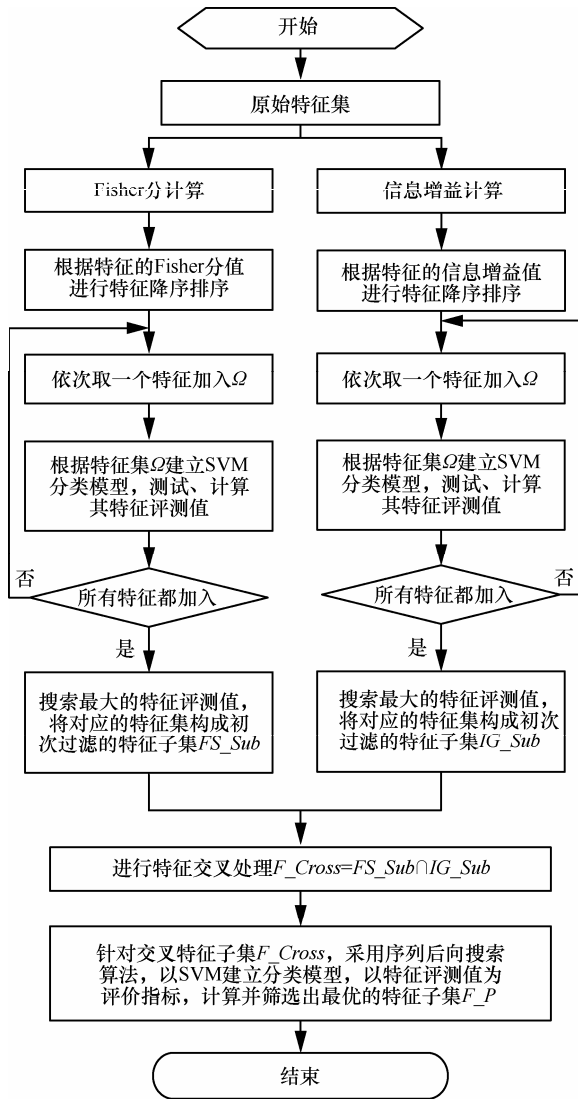 开始
原始特征集
Fisher分计算
信息增益计算
根据特征的Fisher分值
进行特征降序排序
根据特征的信息增益值
进行特征降序排序
依次取一个特征加入Ω
依次取一个特征加入Ω
根据特征集Ω建立SVM
分类模型，测试、计算
其特征评测值
根据特征集Ω建立SVM
分类模型，测试、计算
其特征评测值
否
所有特征都加入
所有特征都加入
否
是
是
搜索最大的特征评测值，
将对应的特征集构成初
次过滤的特征子集FS_Sub
搜索最大的特征评测值，
将对应的特征集构成初次
过滤的特征子集IG_Sub
进行特征交叉处理F_Cross=FS_Sub∩IG_Sub
针对交叉特征子集F_Cross，采用序列后向搜索
算法，以SVM建立分类模型，以特征评测值为
评价指标，计算并筛选出最优的特征子集F_P
结束